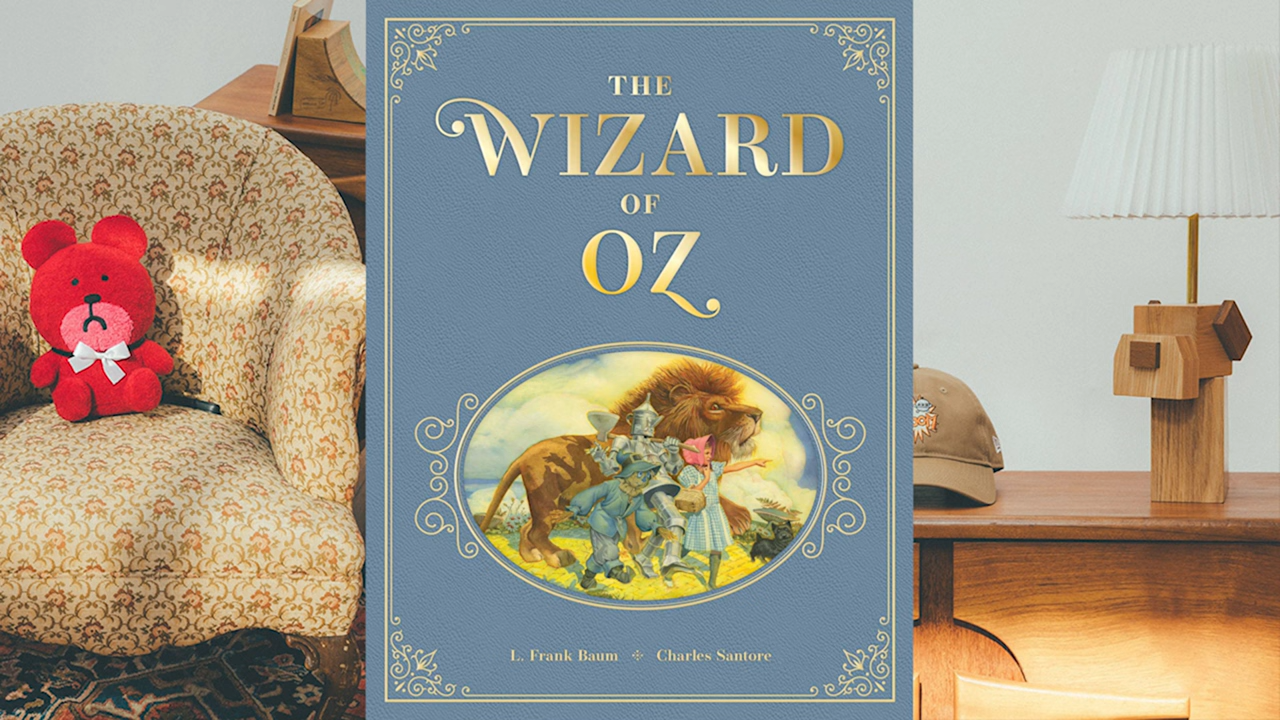 THE
WIZARD
OF
OZ
L. Frank Baum ✣ Charles Santore